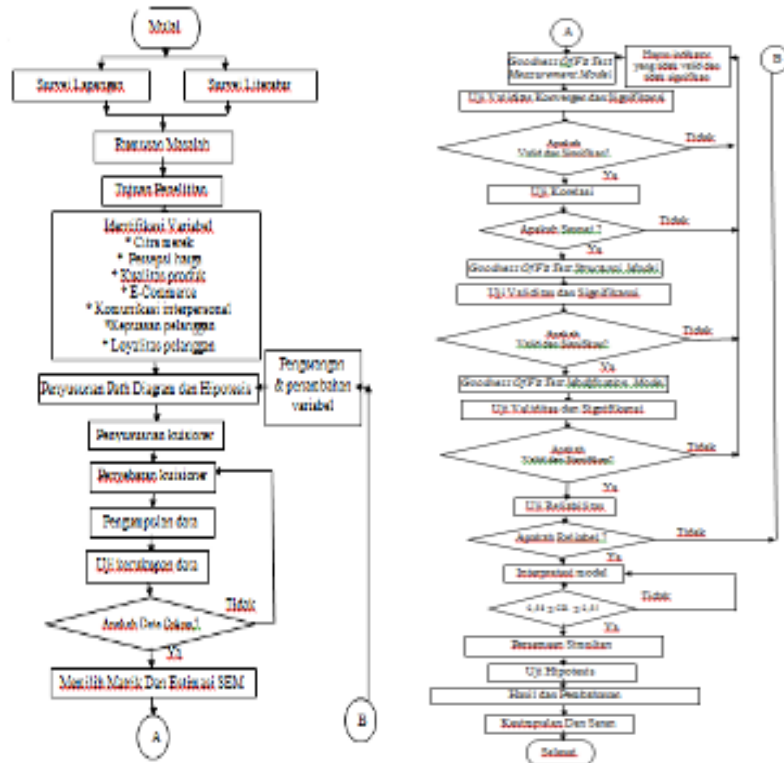 Mulai
Survei Lapangan
Survei Literatur
Rumusan Masalah
Tujuan Penelitian
Identifikasi Variabel
* Citra merek
* Persepsi harga
* Kualitas produk
* E-Commerce
* Komunikasi interpersonal
*Kepuasan pelanggan
* Loyalitas pelanggan
Penyusunan Path Diagram dan Hipotesis
Pengurangan
& penambahan
variabel
Penyusunan kuisioner
Penyebaran kuisioner
Pengumpulan data
Uji kecukupan data
Apakah Data Cukup?
Tidak
Ya
Memilih Matrik Dan Estimasi SEM
A
B
A
B
Goodness Of Fit Test
Measurement Model
Hapus indikator
yang tidak valid dan
tidak signifikan
Uji Validitas Konvergen dan Signifikansi
Apakah
Valid dan Signifikan?
Tidak
Ya
Uji Korelasi
Apakah Sesuai ?
Tidak
Ya
Goodness Of Fit Test Structural Model
Uji Validitas dan Signifikansi
Apakah
Valid dan Signifikan?
Tidak
Ya
Goodness Of Fit Test Modification Model
Uji Validitas dan Signifikansi
Apakah
Valid dan Signifikan?
Tidak
Ya
Uji Reliabilitas
Apakah Reliabel ?
Tidak
Ya
Interpretasi model
Tidak
Ya
Persamaan Struktur
Uji Hipotesis
Hasil dan Pembahasan
Kesimpulan Dan Saran
Selesai